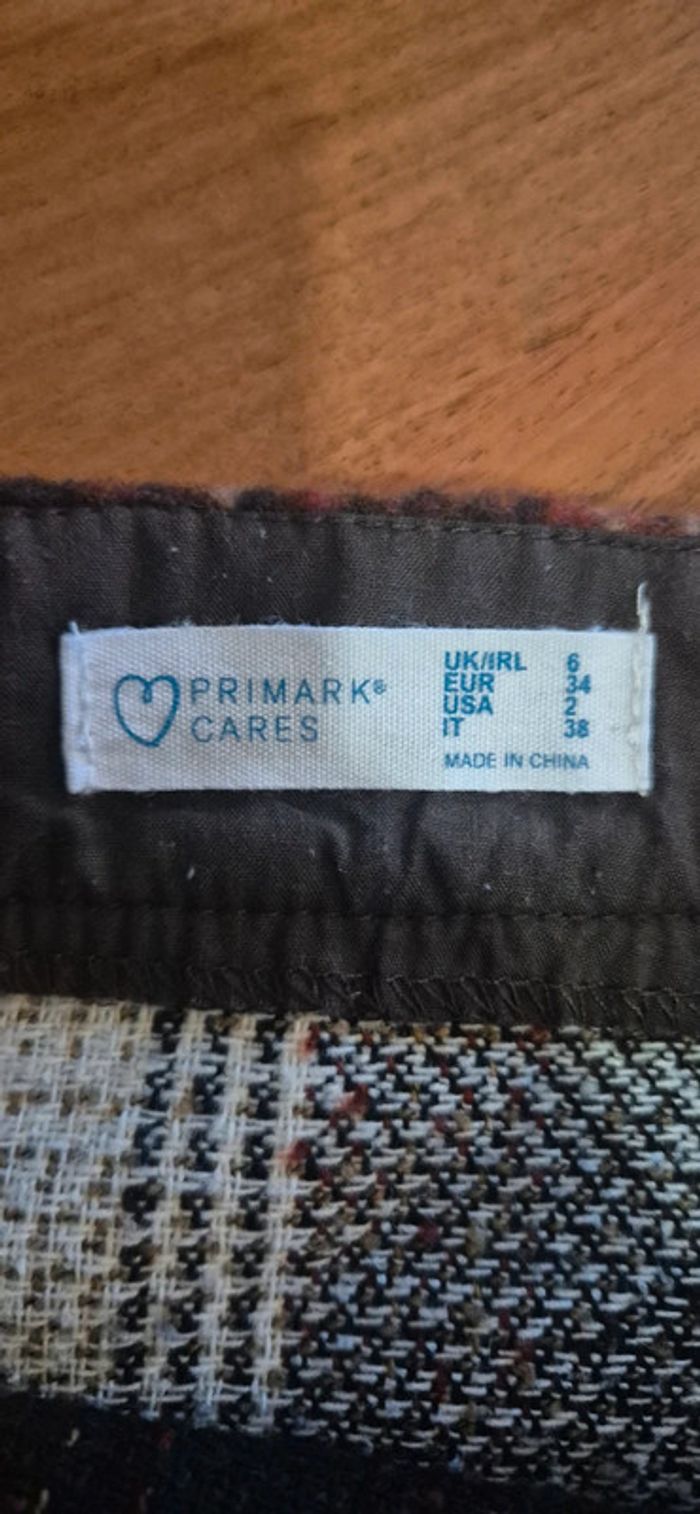 PRIMARK®
CARES
UK/IRL 6
EUR 34
USA 2
IT 38
MADE IN CHINA